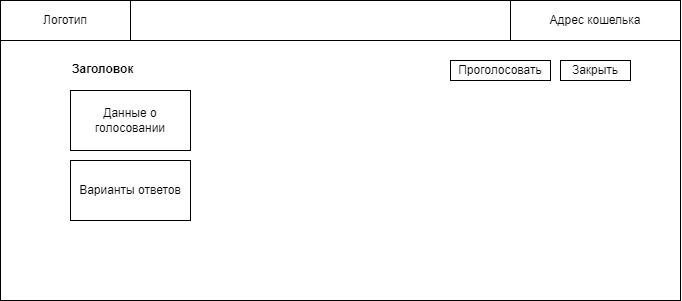 Логотип
Адрес кошелька
Заголовок
Проголосовать
Закрыть
Данные о
голосовании
Варианты ответов